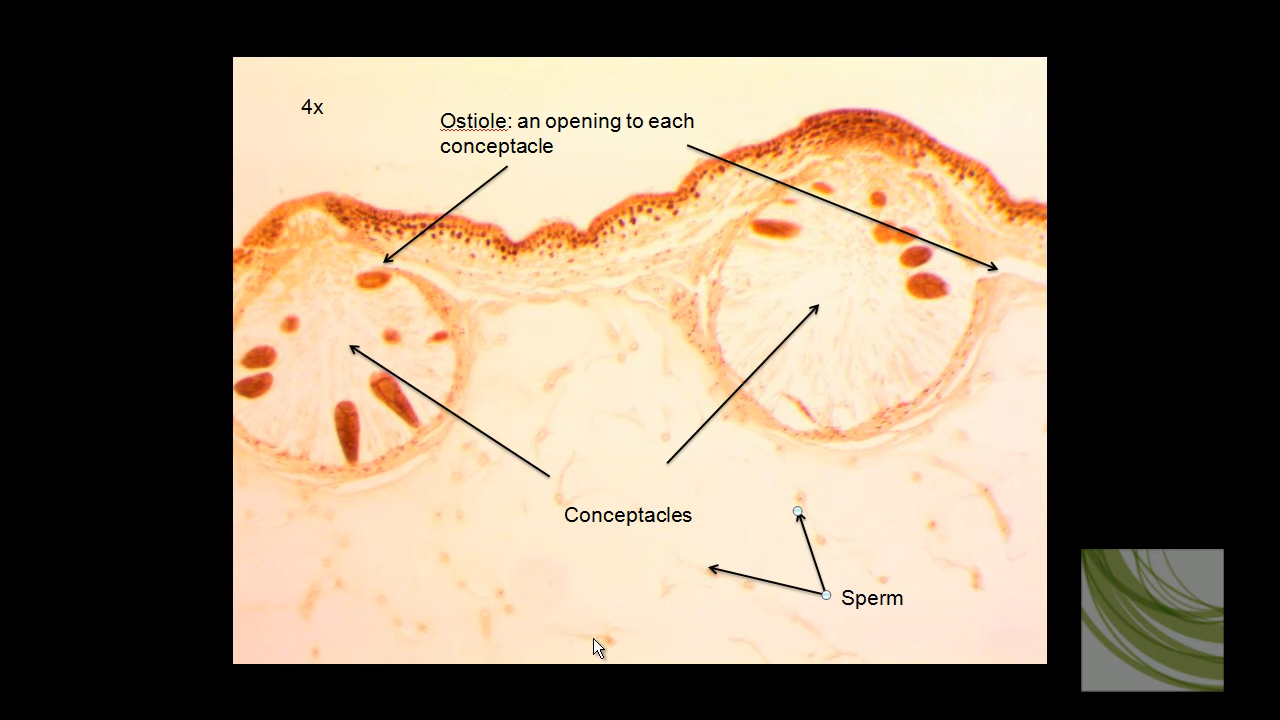 4x
Ostiole: an opening to each
conceptacle
Conceptacles
Sperm